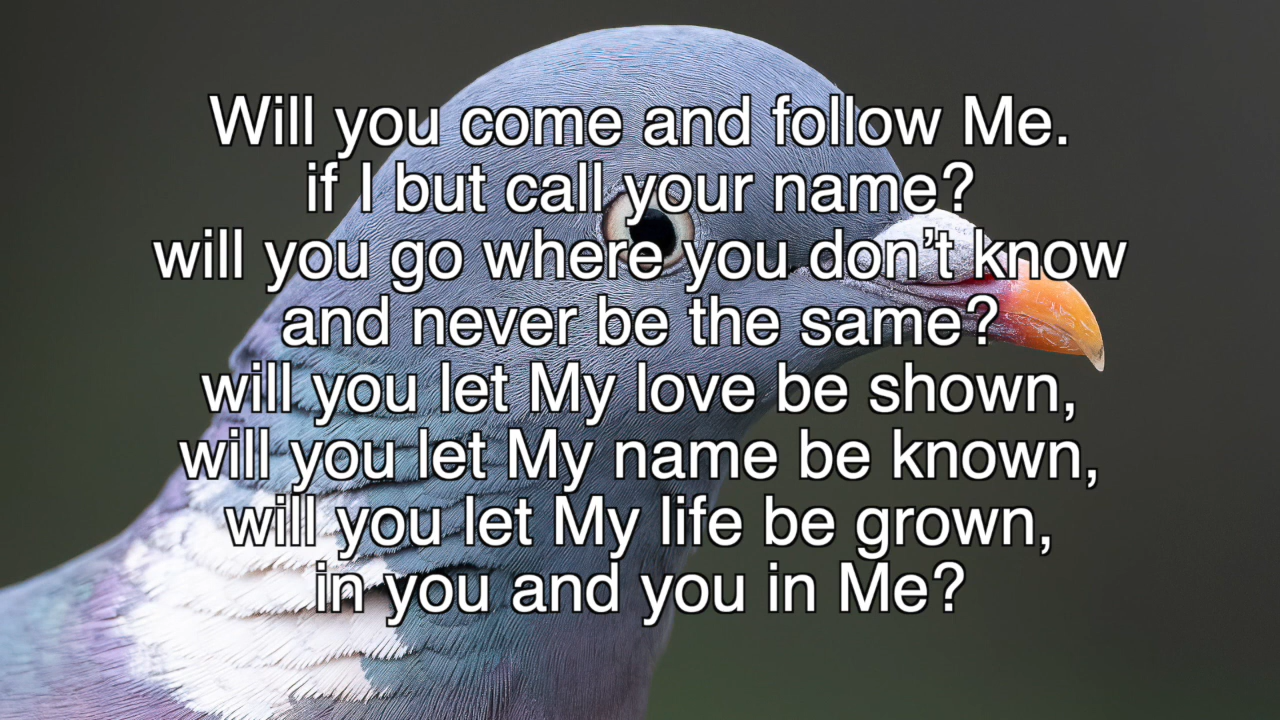 Will you come and follow Me.
if I but call your name?
will you go where you don’t know
and never be the same?
will you let My love be shown,
will you let My name be known,
will you let My life be grown,
in you and you in Me?